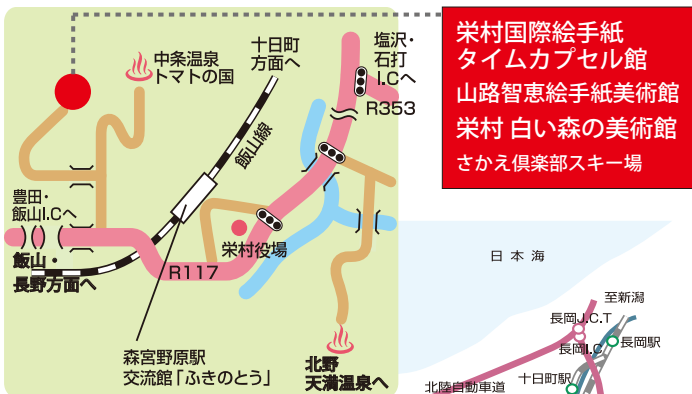 栄村国際絵手紙
タイムカプセル館
山路智恵絵手紙美術館
栄村 白い森の美術館
さかえ倶楽部スキー場
中条温泉
トマトの国
十日町
方面へ
塩沢・
石打
I.Cへ
R353
飯山線
豊田・
飯山I.Cへ
飯山・
長野方面へ
R117
栄村役場
森宮野原駅
交流館「ふきのとう」
北野
天満温泉へ
日本海
至新潟
長岡J.C.T
長岡I.C
長岡駅
北陸自動車道
十日町駅